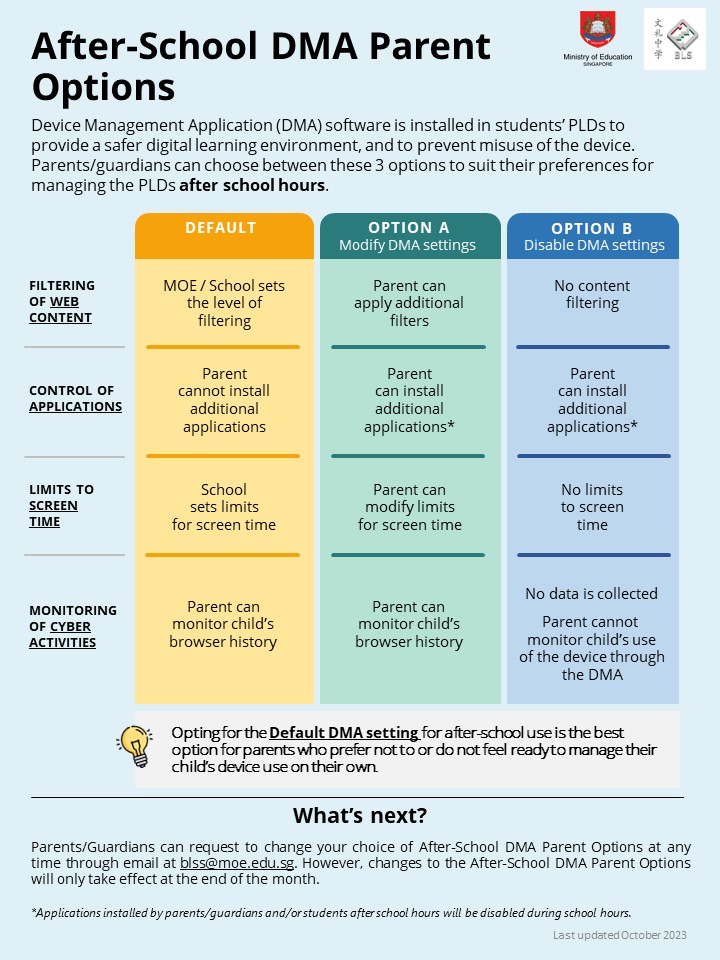 After-School DMA Parent
Options
Ministry of Education
SINGAPORE
文礼中学
BLS
Device Management Application (DMA) software is installed in students’ PLDs to
provide a safer digital learning environment, and to prevent misuse of the device.
Parents/guardians can choose between these 3 options to suit their preferences for
managing the PLDs after school hours.
DEFAULT
OPTION A
Modify DMA settings
OPTION B
Disable DMA settings
FILTERING
OF WEB
CONTENT
MOE / School sets
the level of
filtering
Parent can
apply additional
filters
No content
filtering
CONTROL OF
APPLICATIONS
Parent
cannot install
additional
applications
Parent
can install
additional
applications*
Parent
can install
additional
applications*
LIMITS TO
SCREEN
TIME
School
sets limits
for screen time
Parent can
modify limits
for screen time
No limits
to screen
time
MONITORING
OF CYBER
ACTIVITIES
Parent can
monitor child’s
browser history
Parent can
monitor child’s
browser history
No data is collected
Parent cannot
monitor child’s use
of the device through
the DMA
Opting for the Default DMA setting for after-school use is the best
option for parents who prefer not to or do not feel ready to manage their
child’s device use on their own.
What’s next?
Parents/Guardians can request to change your choice of After-School DMA Parent Options at any
time through email at blss@moe.edu.sg. However, changes to the After-School DMA Parent Options
will only take effect at the end of the month.
*Applications installed by parents/guardians and/or students after school hours will be disabled during school hours.
Last updated October 2023